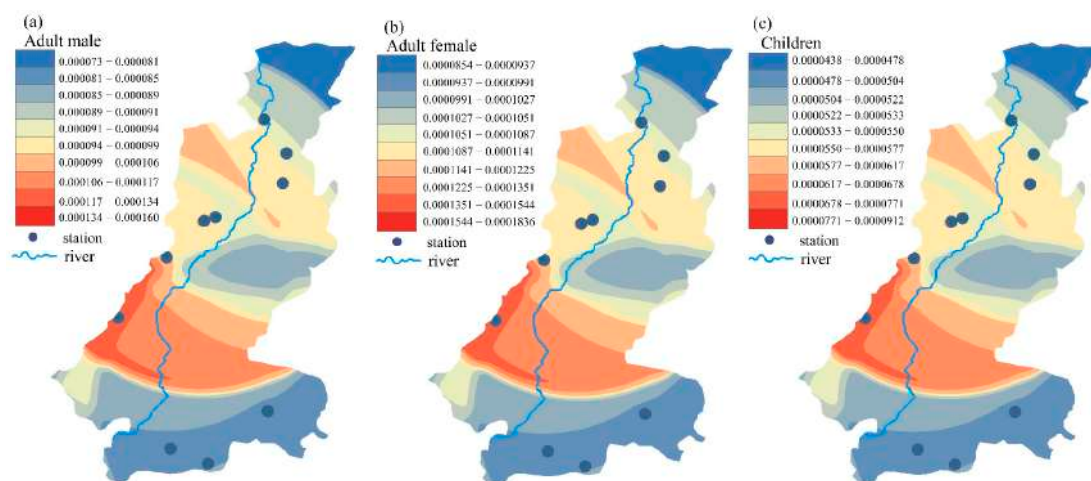 (a)
Adult male
0.000073 – 0.000081
0.000081 – 0.000085
0.000085 – 0.000089
0.000089 – 0.000091
0.000091 – 0.000094
0.000094 – 0.000099
0.000099 – 0.000106
0.000106 – 0.000117
0.000117 – 0.000134
0.000134 – 0.000160
station
river
(b)
Adult female
0.0000854 – 0.0000937
0.0000937 – 0.0000991
0.0000991 – 0.0001027
0.0001027 – 0.0001051
0.0001051 – 0.0001087
0.0001087 – 0.0001141
0.0001141 – 0.0001225
0.0001225 – 0.0001351
0.0001351 – 0.0001544
0.0001544 – 0.0001836
station
river
(c)
Children
0.0000438 – 0.0000478
0.0000478 – 0.0000504
0.0000504 – 0.0000522
0.0000522 – 0.0000533
0.0000533 – 0.0000550
0.0000550 – 0.0000577
0.0000577 – 0.0000617
0.0000617 – 0.0000678
0.0000678 – 0.0000771
0.0000771 – 0.0000912
station
river